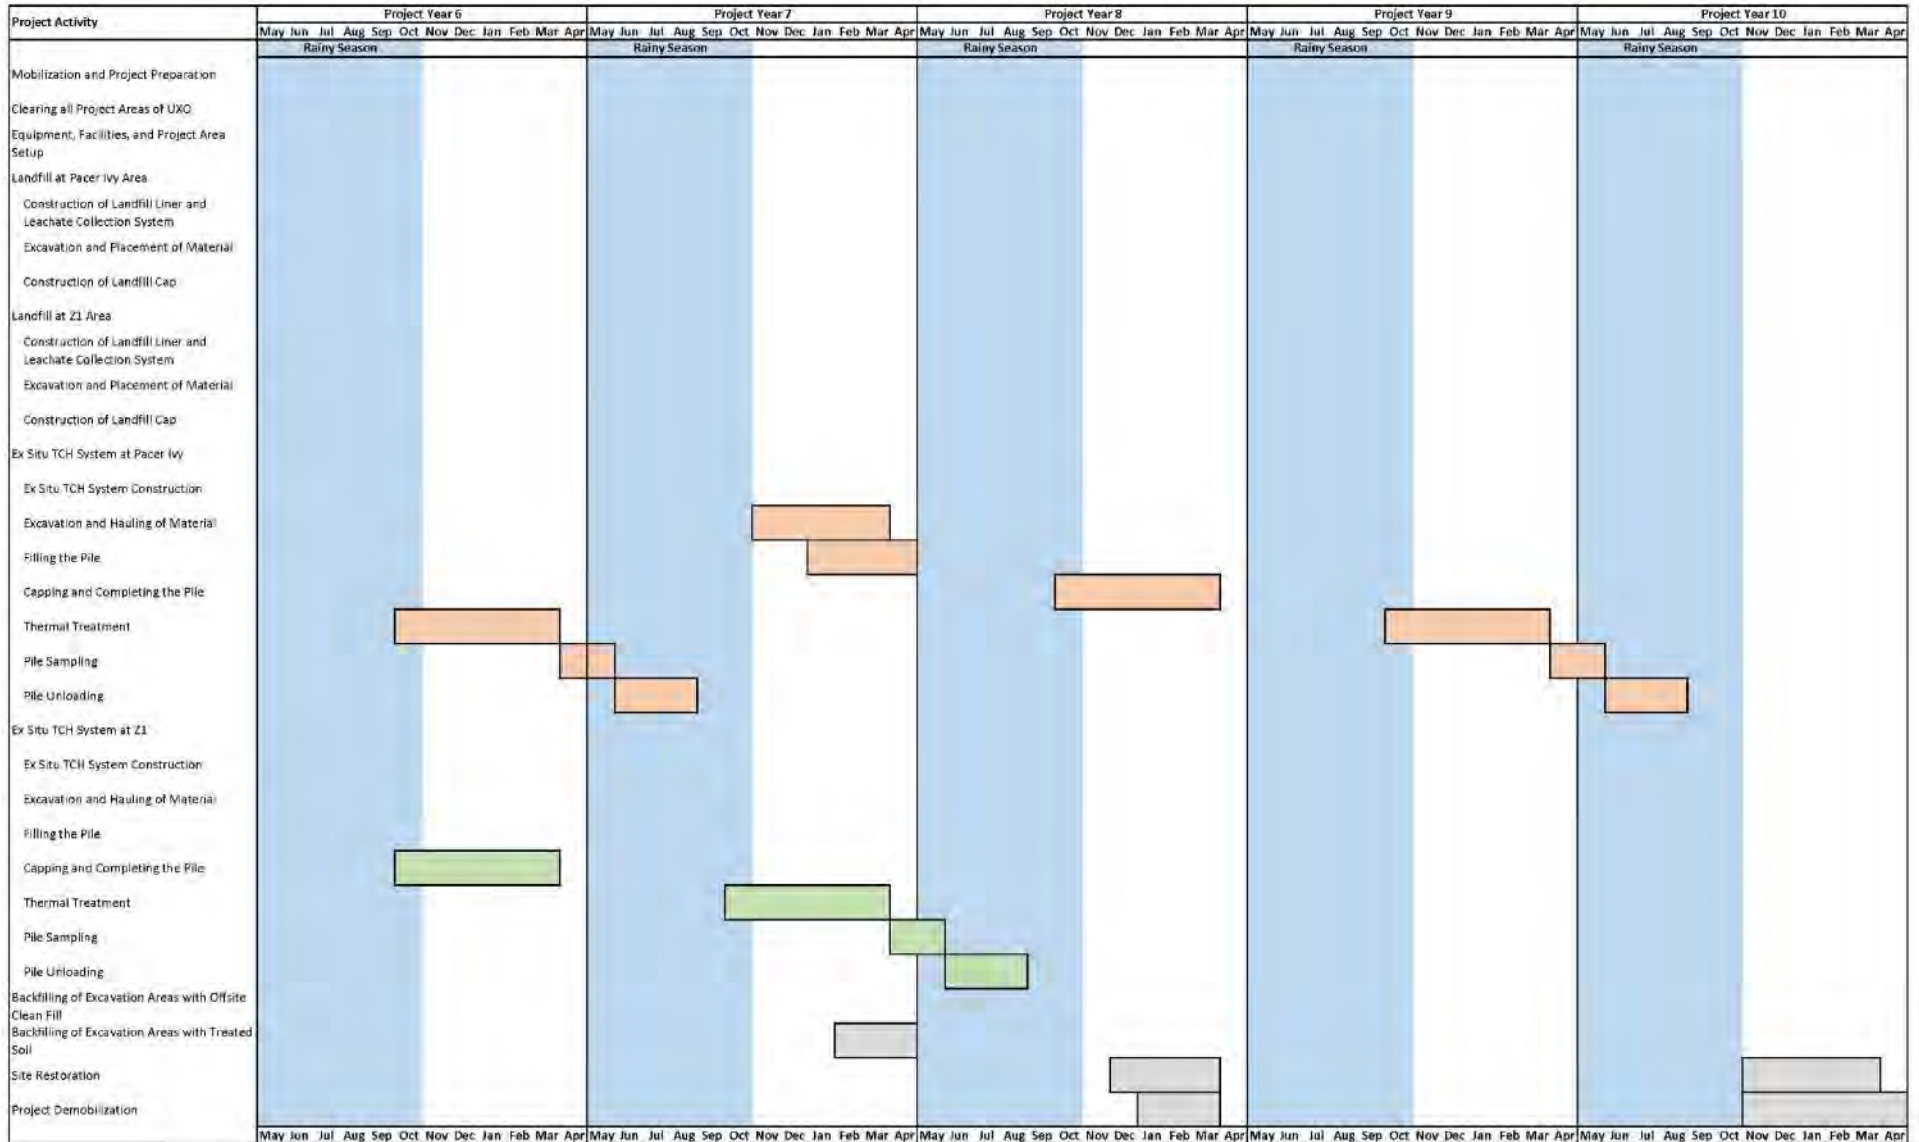 Project Activity
Project Year 6 Project Year 7 Project Year 8 Project Year 9 Project Year 10
May Jun Jul Aug Sep Oct Nov Dec Jan Feb Mar Apr May Jun Jul Aug Sep Oct Nov Dec Jan Feb Mar Apr May Jun Jul Aug Sep Oct Nov Dec Jan Feb Mar Apr May Jun Jul Aug Sep Oct Nov Dec Jan Feb Mar Apr May Jun Jul Aug Sep Oct Nov Dec Jan Feb Mar Apr
Rainy Season Rainy Season Rainy Season Rainy Season Rainy Season
Mobilization and Project Preparation
Clearing all Project Areas of UXO
Equipment, Facilities, and Project Area
Setup
Landfill at Pacer Ivy Area
Construction of Landfill Liner and
Leachate Collection System
Excavation and Placement of Material
Construction of Landfill Cap
Landfill at Z1 Area
Construction of Landfill Liner and
Leachate Collection System
Excavation and Placement of Material
Construction of Landfill Cap
Ex Situ TCH System at Pacer Ivy
Ex Situ TCH System Construction
Excavation and Hauling of Material
Filling the Pile
Capping and Completing the Pile
Thermal Treatment
Pile Sampling
Pile Unloading
Ex Situ TCH System at Z1
Ex Situ TCH System Construction
Excavation and Hauling of Material
Filling the Pile
Capping and Completing the Pile
Thermal Treatment
Pile Sampling
Pile Unloading
Backfilling of Excavation Areas with Offsite
Clean Fill
Backfilling of Excavation Areas with Treated
Soil
Site Restoration
Project Demobilization
May Jun Jul Aug Sep Oct Nov Dec Jan Feb Mar Apr May Jun Jul Aug Sep Oct Nov Dec Jan Feb Mar Apr May Jun Jul Aug Sep Oct Nov Dec Jan Feb Mar Apr May Jun Jul Aug Sep Oct Nov Dec Jan Feb Mar Apr May Jun Jul Aug Sep Oct Nov Dec Jan Feb Mar Apr